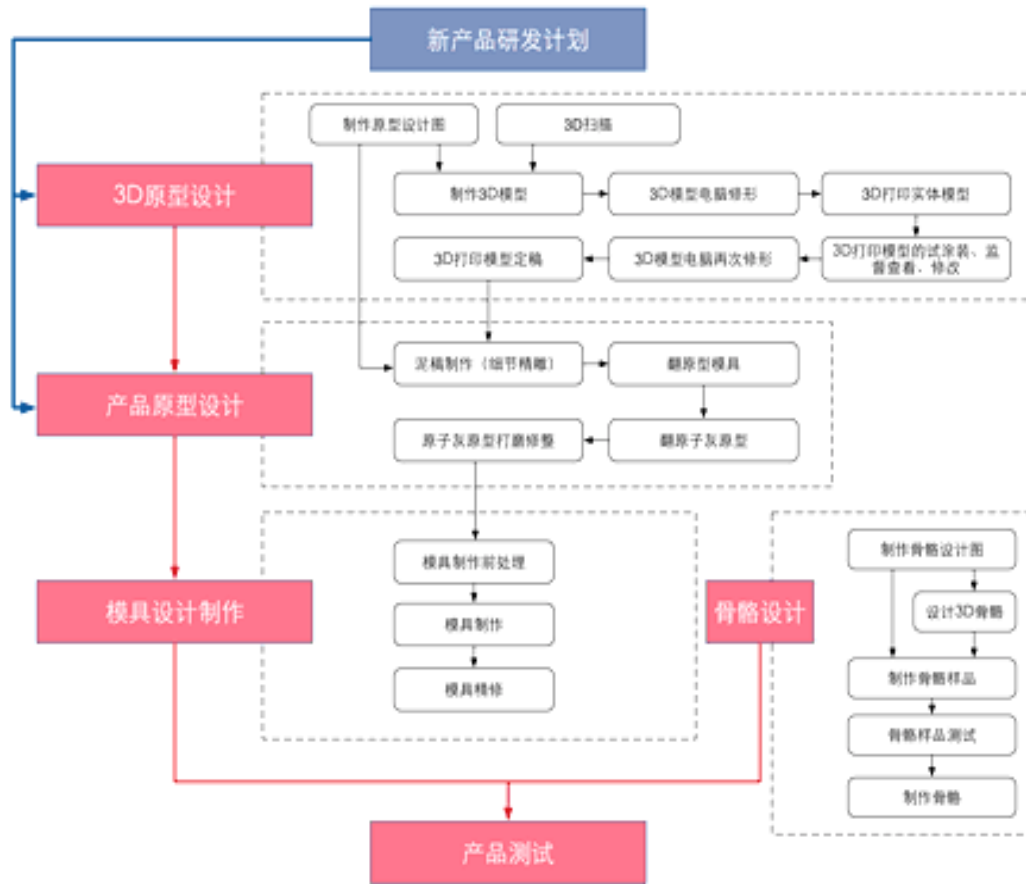 新产品研发计划
制作原型设计图
3D扫稿
3D原型设计
制作3D模型
3D模型电脑修形
3D打印实体模型
3D打印模型定稿
3D模型电脑再次修形
3D打印模型的试涂装、监
督查看、修改
泥稿制作（细节精雕）
翻原型模具
产品原型设计
原子灰原型打磨修整
翻原子灰原型
模具制作前处理
制作骨骼设计图
模具设计制作
模具制作
骨骼设计
设计3D骨骼
模具精修
制作骨骼样品
骨骼样品测试
制作骨骼
产品测试